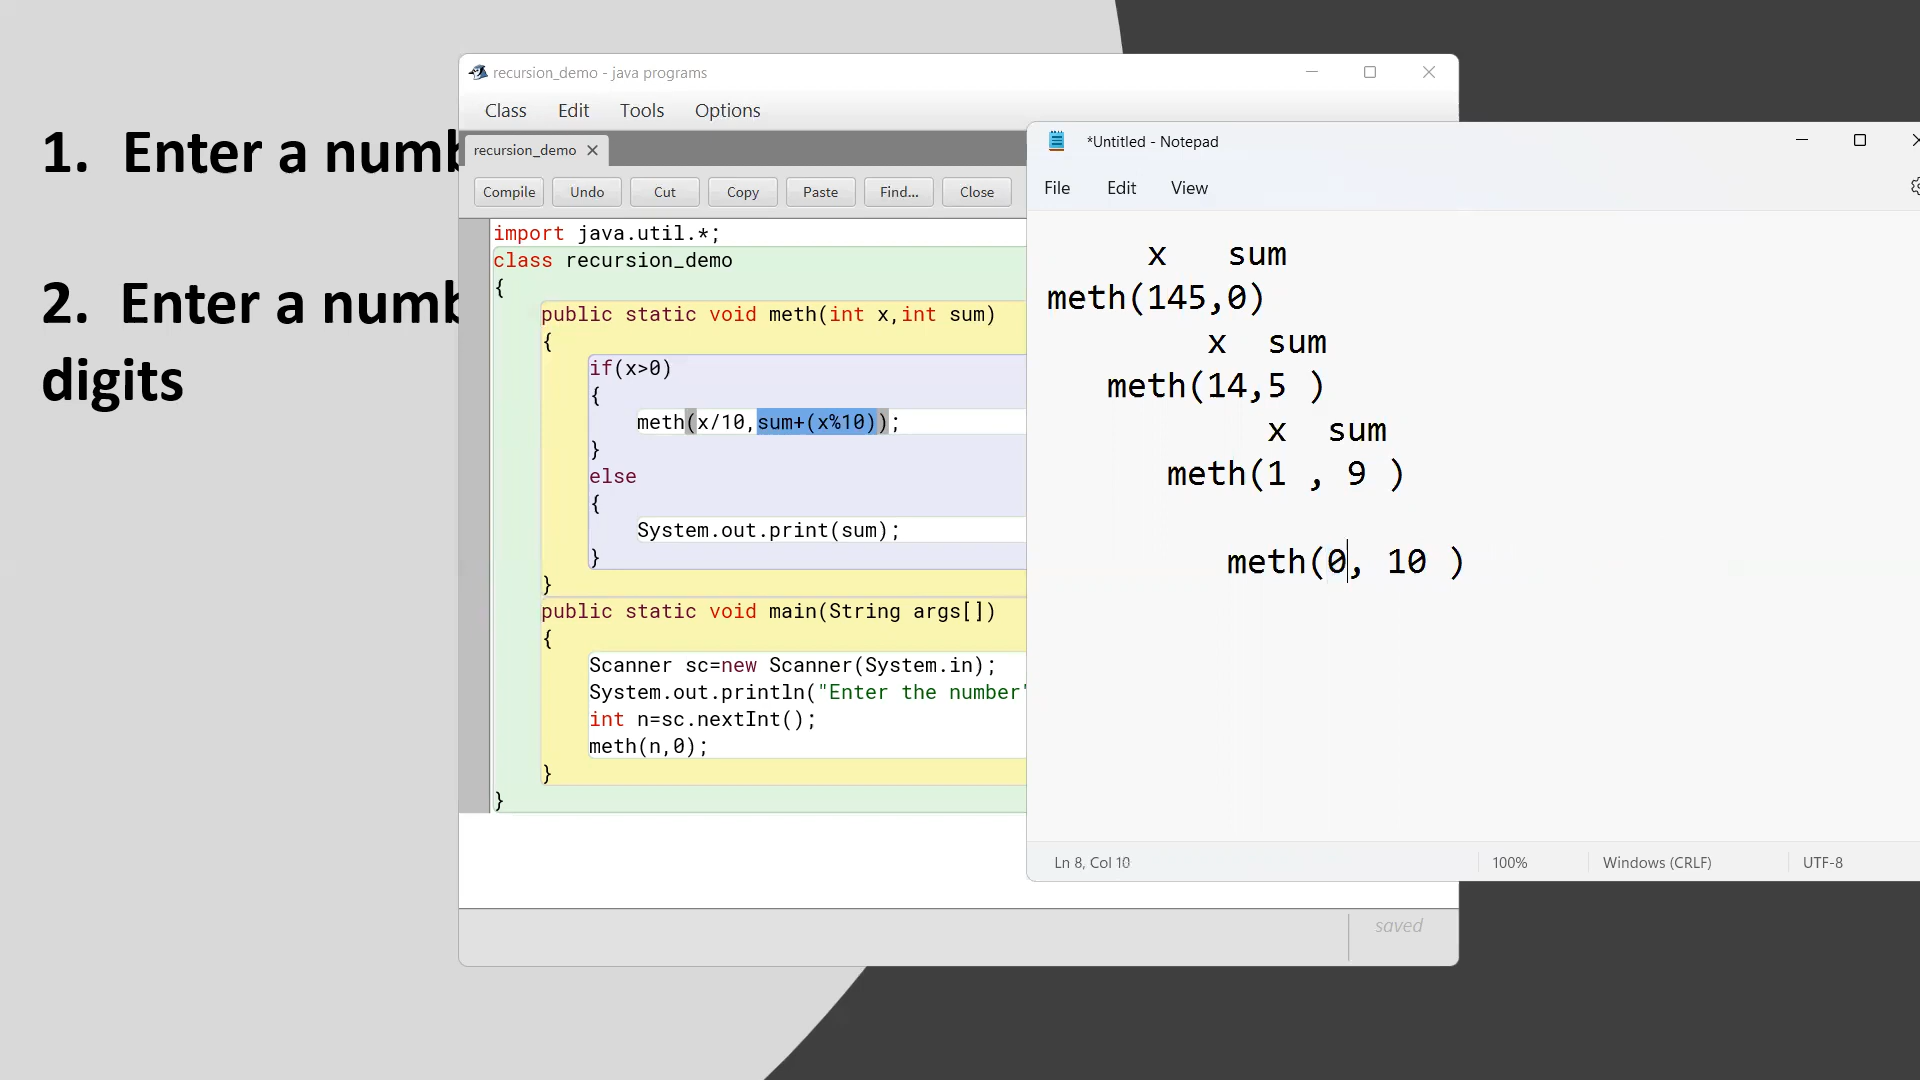 1. Enter a numb
2. Enter a numb
digits
recursion_demo - java programs
Class Edit Tools Options
recursion_demo
Compile Undo Cut Copy Paste Find... Close
import java.util.*;
class recursion_demo
{
public static void meth(int x,int sum)
{
if(x>0)
{
meth(x/10,sum+(x%10));
}
else
{
System.out.print(sum);
}
}
public static void main(String args[])
{
Scanner sc=new Scanner(System.in);
System.out.println("Enter the number"
int n=sc.nextInt();
meth(n,0);
}
}
saved
*Untitled - Notepad
File Edit View
x sum
meth(145,0)
x sum
meth(14,5 )
x sum
meth(1 , 9 )
meth(0, 10 )
Ln 8, Col 10 100% Windows (CRLF) UTF-8